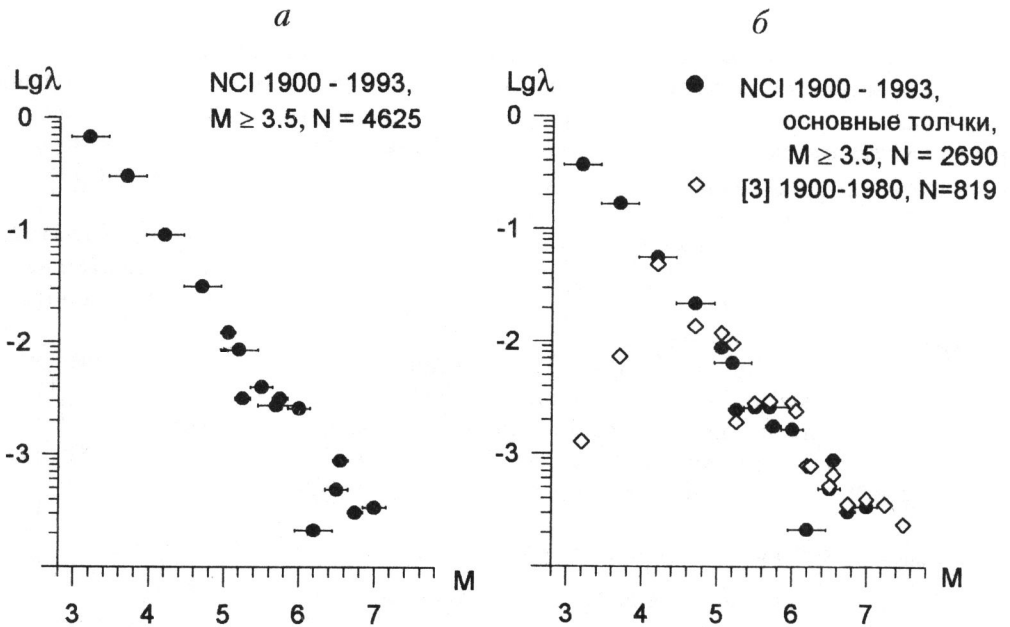 а
Lgλ
NCI 1900 - 1993,
M ≥ 3.5, N = 4625
0
-1
-2
-3
M
3 4 5 6 7
б
Lgλ
NCI 1900 - 1993,
основные толчки,
M ≥ 3.5, N = 2690
[3] 1900-1980, N=819
0
-1
-2
-3
M
3 4 5 6 7